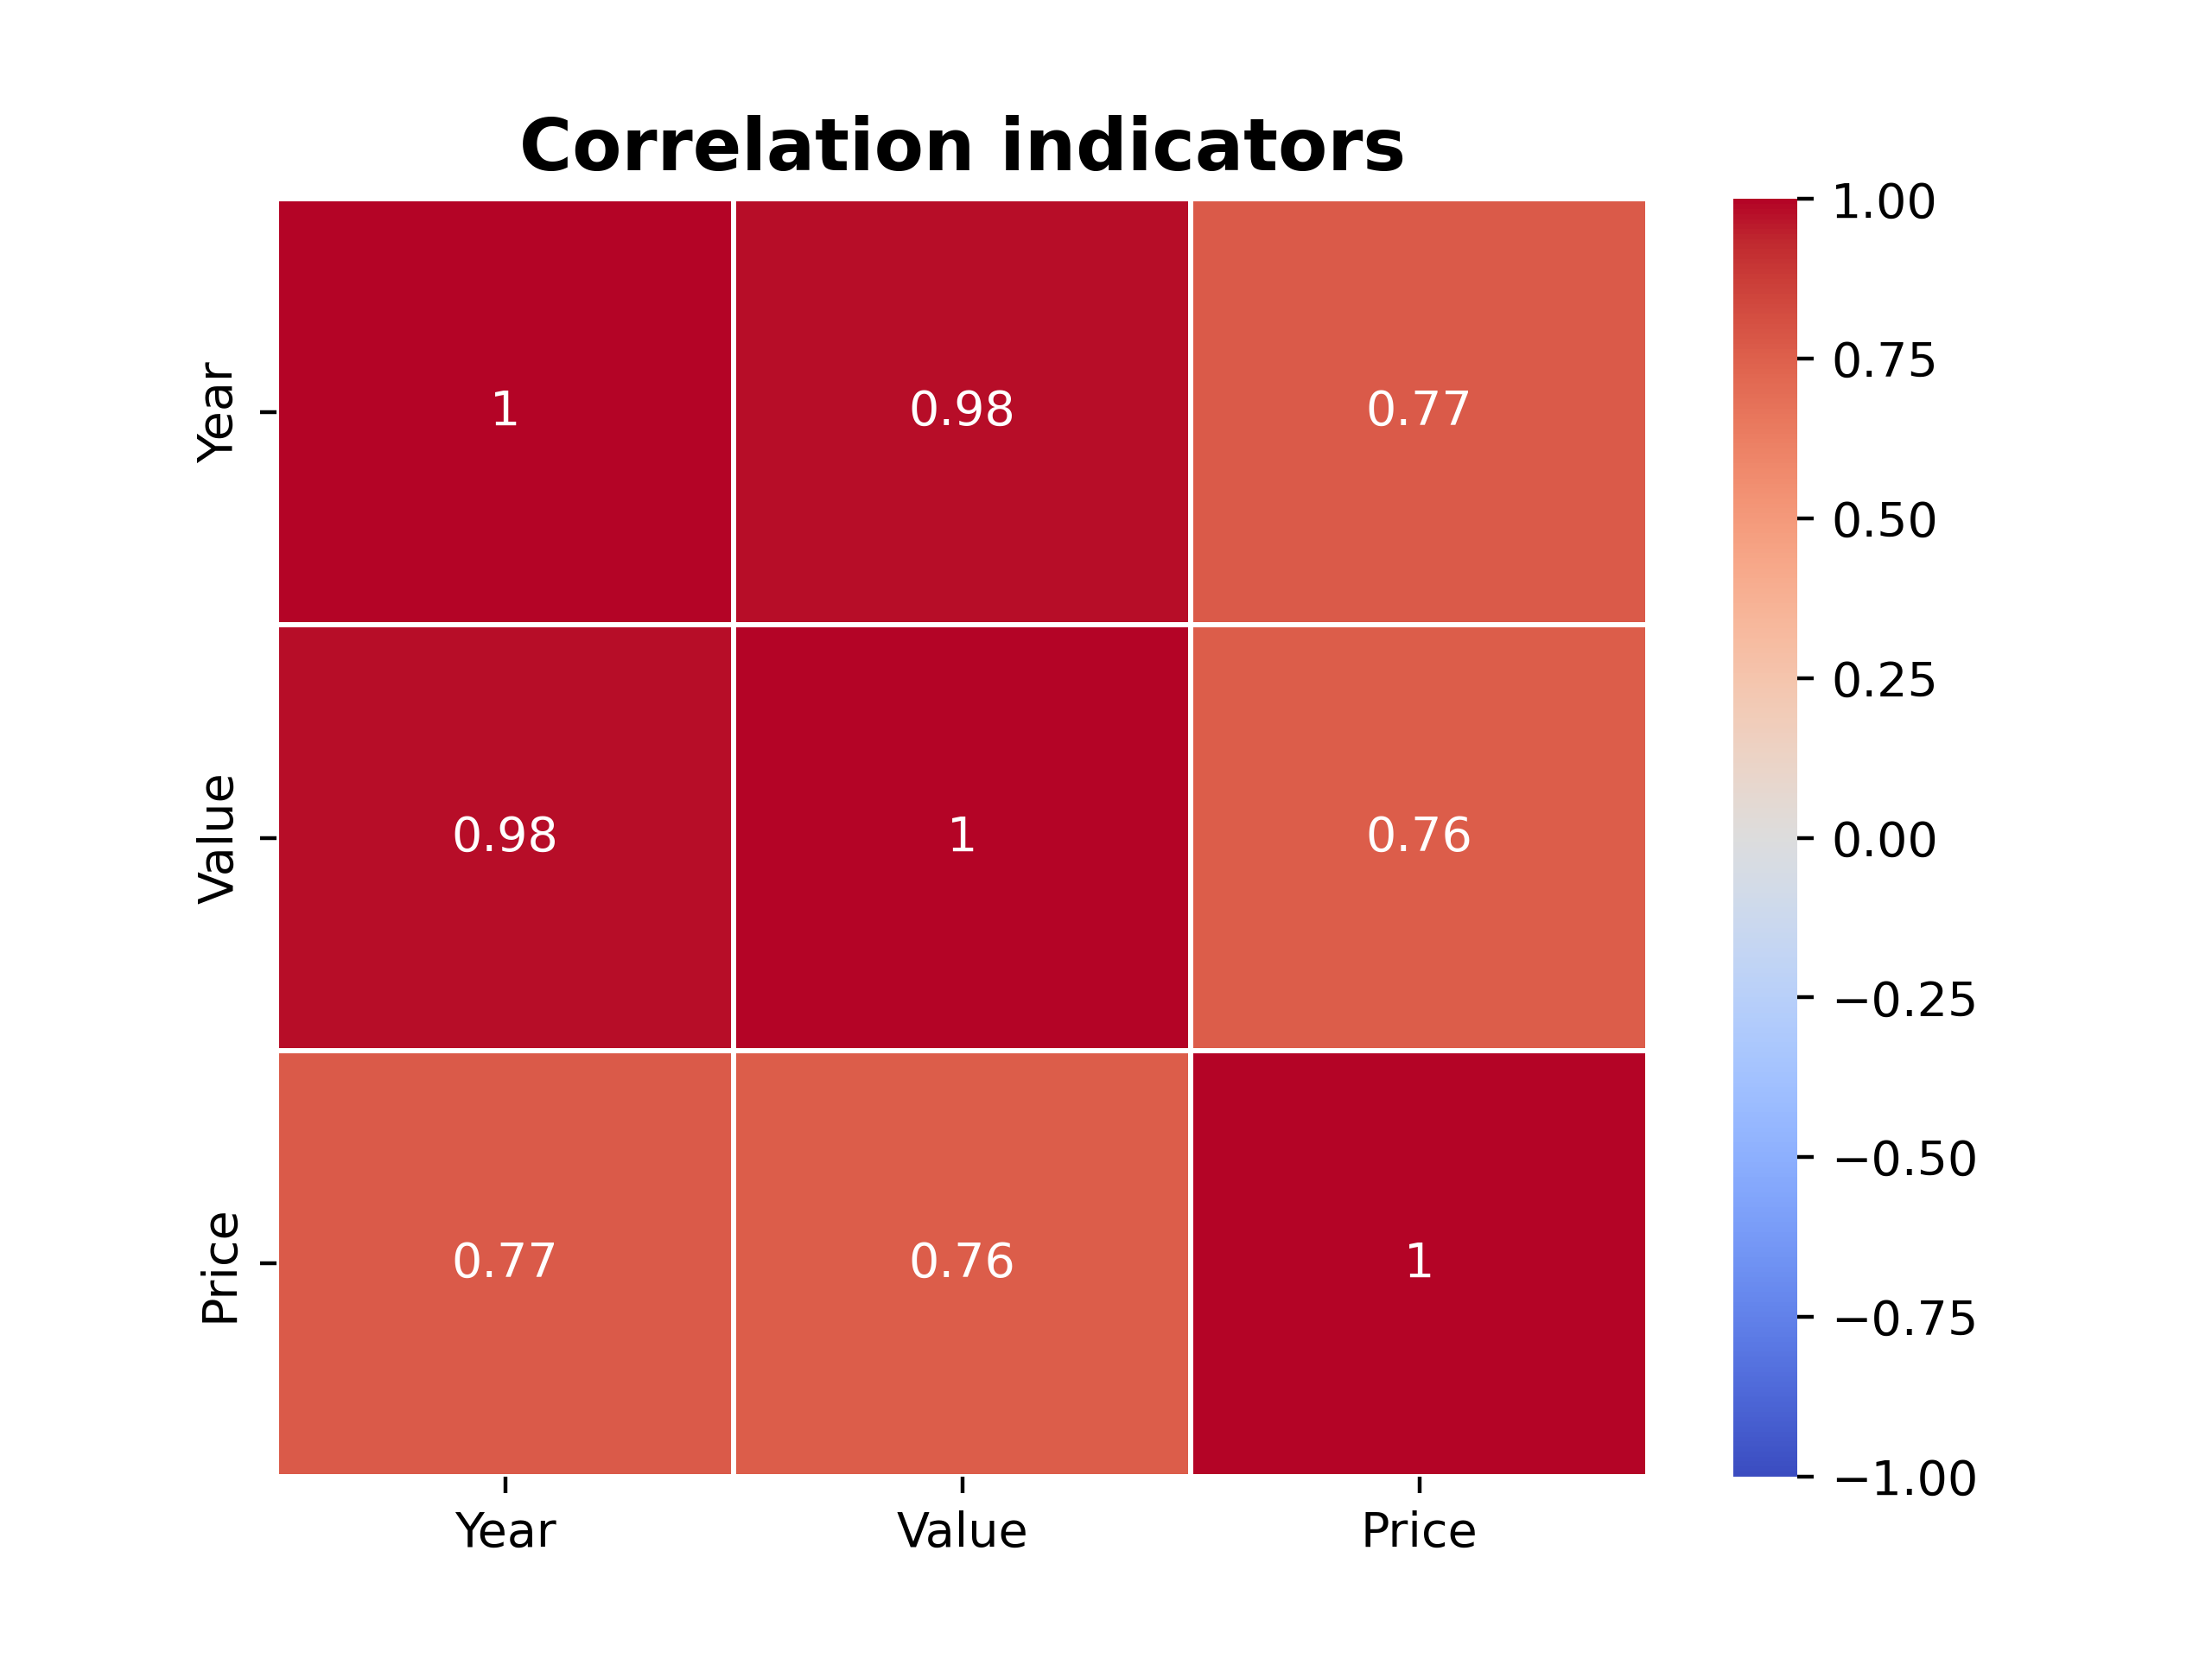 Correlation indicators
Year 1 0.98 0.77
Value 0.98 1 0.76
Price 0.77 0.76 1
Year Value Price
1.00
0.75
0.50
0.25
0.00
−0.25
−0.50
−0.75
−1.00